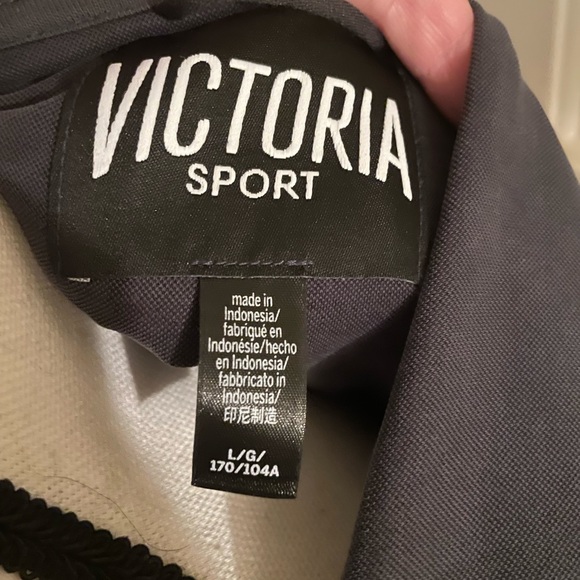 VICTORIA
SPORT
made in
Indonesia/
fabriqué en
Indonésie/hecho
en Indonesia/
fabbricato in
Indonesia/
印尼制造
L/G/
170/104A